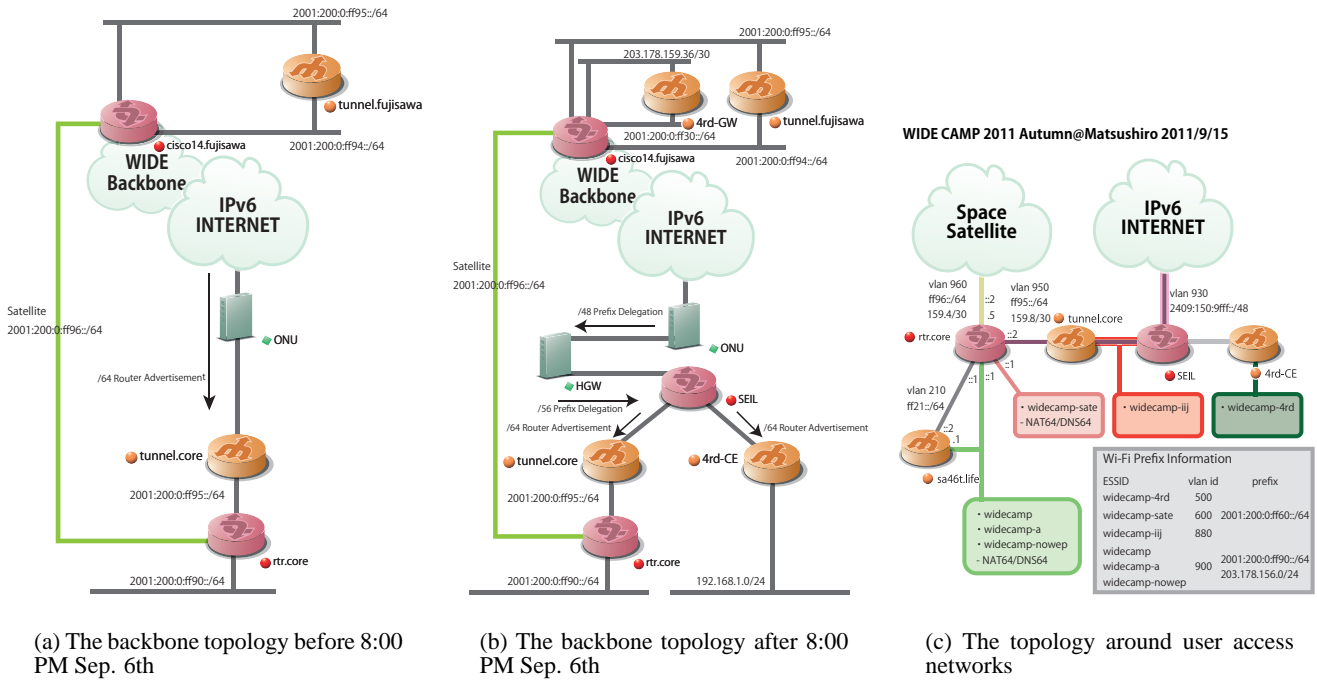 2001:200:0:ff95::/64
tunnel.fujisawa
cisco14.fujisawa
2001:200:0:ff94::/64
WIDE
Backbone
IPv6
INTERNET
Satellite
2001:200:0:ff96::/64
ONU
/64 Router Advertisement
tunnel.core
2001:200:0:ff95::/64
rtr.core
2001:200:0:ff90::/64
(a) The backbone topology before 8:00
PM Sep. 6th
2001:200:0:ff95::/64
203.178.159.36/30
4rd-GW
tunnel.fujisawa
2001:200:0:ff30::/64
2001:200:0:ff94::/64
cisco14.fujisawa
WIDE
Backbone
IPv6
INTERNET
Satellite
2001:200:0:ff96::/64
/48 Prefix Delegation
ONU
HGW
/56 Prefix Delegation
SEIL
/64 Router Advertisement
/64 Router Advertisement
tunnel.core
4rd-CE
2001:200:0:ff95::/64
rtr.core
2001:200:0:ff90::/64
192.168.1.0/24
(b) The backbone topology after 8:00
PM Sep. 6th
WIDE CAMP 2011 Autumn@Matsushiro 2011/9/15
Space
Satellite
IPv6
INTERNET
vlan 960
ff96::/64
159.4/30
::2
.5
vlan 950
ff95::/64
159.8/30
tunnel.core
vlan 930
2409:150:9fff::/48
rtr.core
::2
::1
::1
::1
SEIL
4rd-CE
vlan 210
ff21::/64
::2
.1
sa46t.life
・widecamp-sate
- NAT64/DNS64
・widecamp-iij
・widecamp-4rd
・widecamp
・widecamp-a
・widecamp-nowep
- NAT64/DNS64
Wi-Fi Prefix Information
ESSID vlan id prefix
widecamp-4rd 500
widecamp-sate 600 2001:200:0:ff60::/64
widecamp-iij 880
widecamp
widecamp-a 900 2001:200:0:ff90::/64
203.178.156.0/24
widecamp-nowep
(c) The topology around user access
networks